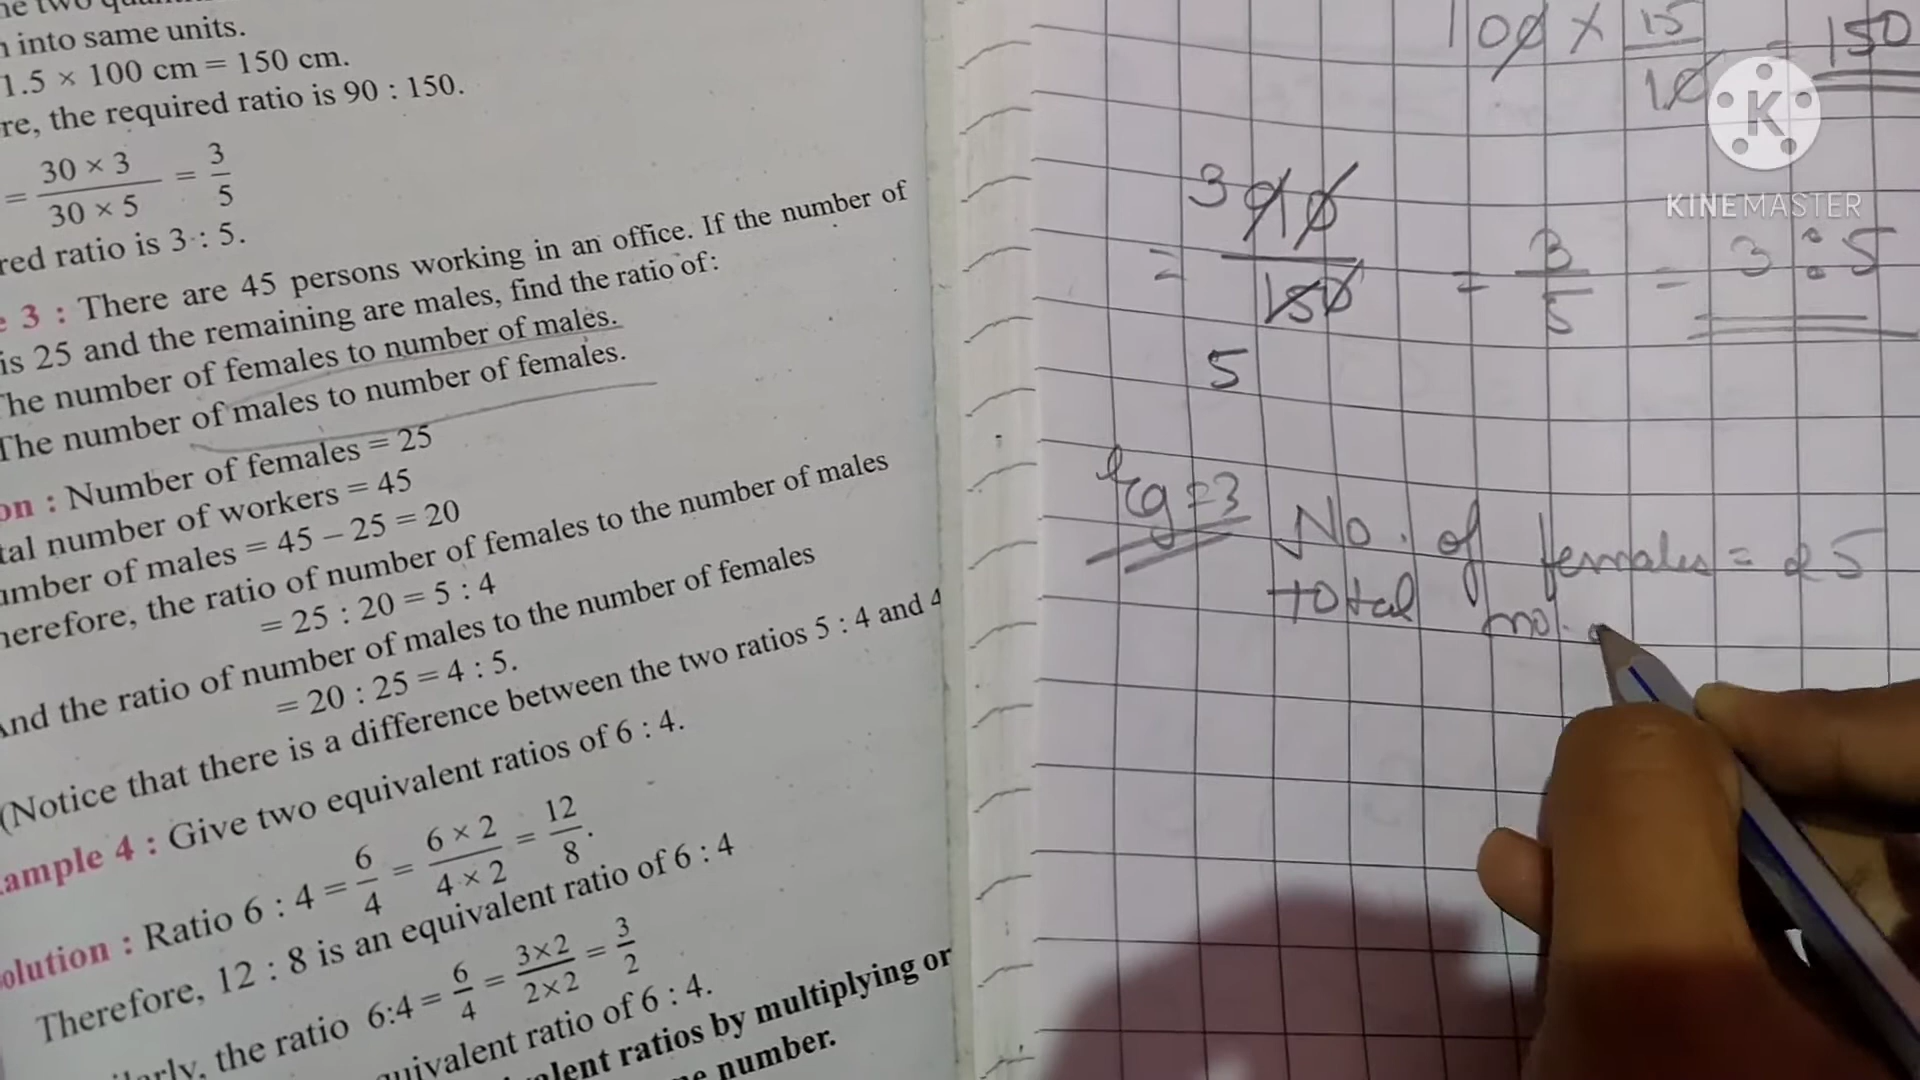 into same units.
1.5 × 100 cm = 150 cm.
re, the required ratio is 90 : 150.
= 30 × 3 / 30 × 5 = 3 / 5
red ratio is 3 : 5.
e 3 : There are 45 persons working in an office. If the number of
is 25 and the remaining are males, find the ratio of:
The number of females to number of males.
The number of males to number of females.
on : Number of females = 25
tal number of workers = 45
umber of males = 45 – 25 = 20
herefore, the ratio of number of females to the number of males
= 25 : 20 = 5 : 4
And the ratio of number of males to the number of females
= 20 : 25 = 4 : 5.
(Notice that there is a difference between the two ratios 5 : 4 and 4
ample 4 : Give two equivalent ratios of 6 : 4.
olution : Ratio 6 : 4 = 6 / 4 = 6 × 2 / 4 × 2 = 12 / 8.
Therefore, 12 : 8 is an equivalent ratio of 6 : 4
ilarly, the ratio 6:4 = 6 / 4 = 3×2 / 2×2 = 3 / 2
quivalent ratio of 6 : 4.
valent ratios by multiplying or
ne number.
100 × 15 / 10 = 150
= 3 90 / 150 5 = 3 / 5 = 3 : 5
Eg = 3 No. of females = 25
total no.
K
KINEMASTER